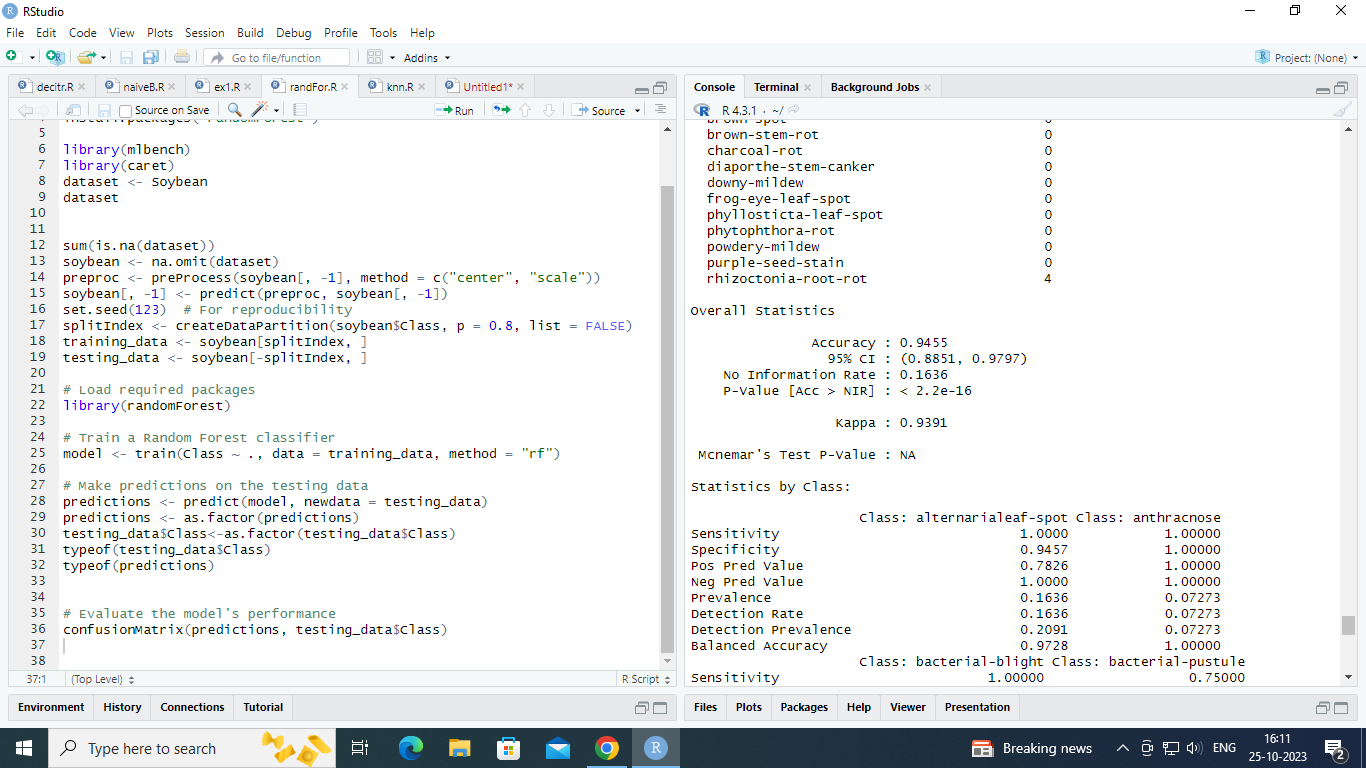 RStudio
File Edit Code View Plots Session Build Debug Profile Tools Help
Go to file/function Addins Project: (None)
decitr.R naiveB.R ex1.R randFor.R knn.R Untitled1*
Source on Save Run Source
5
6 library(mlbench)
7 library(caret)
8 dataset <- Soybean
9 dataset
10
11
12 sum(is.na(dataset))
13 soybean <- na.omit(dataset)
14 preproc <- preProcess(soybean[, -1], method = c("center", "scale"))
15 soybean[, -1] <- predict(preproc, soybean[, -1])
16 set.seed(123)  # For reproducibility
17 splitIndex <- createDataPartition(soybean$Class, p = 0.8, list = FALSE)
18 training_data <- soybean[splitIndex, ]
19 testing_data <- soybean[-splitIndex, ]
20
21 # Load required packages
22 library(randomForest)
23
24 # Train a Random Forest classifier
25 model <- train(Class ~ ., data = training_data, method = "rf")
26
27 # Make predictions on the testing data
28 predictions <- predict(model, newdata = testing_data)
29 predictions <- as.factor(predictions)
30 testing_data$Class<-as.factor(testing_data$Class)
31 typeof(testing_data$Class)
32 typeof(predictions)
33
34
35 # Evaluate the model's performance
36 confusionMatrix(predictions, testing_data$Class)
37
38
37:1 (Top Level) R Script
Environment History Connections Tutorial
Console Terminal Background Jobs
R 4.3.1 · ~/
brown-spot 0
brown-stem-rot 0
charcoal-rot 0
diaporthe-stem-canker 0
downy-mildew 0
frog-eye-leaf-spot 0
phyllosticta-leaf-spot 0
phytophthora-rot 0
powdery-mildew 0
purple-seed-stain 0
rhizoctonia-root-rot 4
Overall Statistics
Accuracy : 0.9455
95% CI : (0.8851, 0.9797)
No Information Rate : 0.1636
P-Value [Acc > NIR] : < 2.2e-16
Kappa : 0.9391
Mcnemar's Test P-Value : NA
Statistics by Class:
Class: alternarialeaf-spot Class: anthracnose
Sensitivity 1.0000 1.00000
Specificity 0.9457 1.00000
Pos Pred Value 0.7826 1.00000
Neg Pred Value 1.0000 1.00000
Prevalence 0.1636 0.07273
Detection Rate 0.1636 0.07273
Detection Prevalence 0.2091 0.07273
Balanced Accuracy 0.9728 1.00000
Class: bacterial-blight Class: bacterial-pustule
Sensitivity 1.00000 0.75000
Files Plots Packages Help Viewer Presentation
Type here to search
Breaking news ENG 16:11
25-10-2023
2